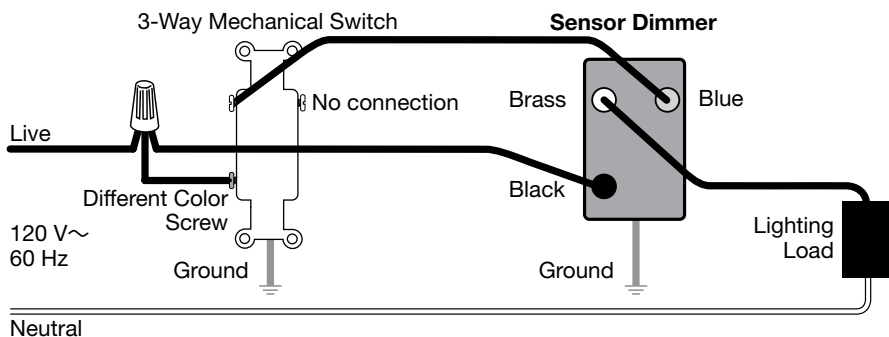 3-Way Mechanical Switch
Sensor Dimmer
No connection
Brass
Blue
Live
Black
Different Color
Screw
120 V~
60 Hz
Lighting
Load
Ground
Ground
Neutral